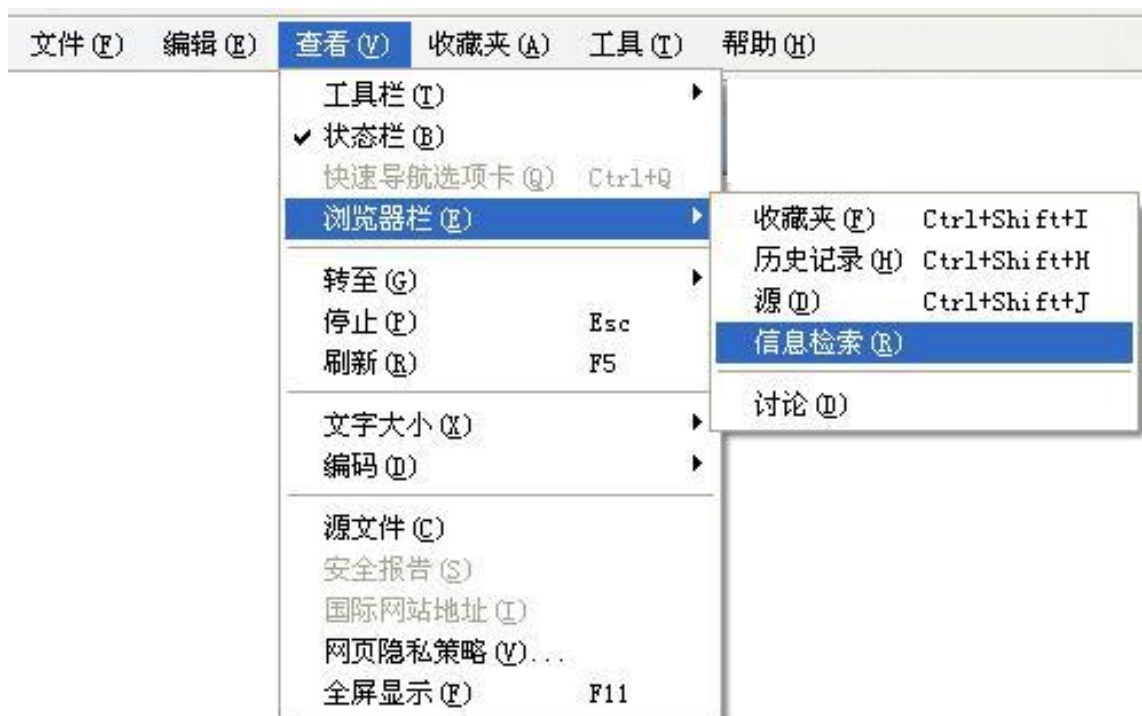 文件(F) 编辑(E) 查看(V) 收藏夹(A) 工具(T) 帮助(H)
工具栏(T)
状态栏(B)
快速导航选项卡(Q) Ctrl+Q
浏览器栏(E)
转至(G)
停止(P) Esc
刷新(R) F5
文字大小(X)
编码(D)
源文件(C)
安全报告(S)
国际网站地址(I)
网页隐私策略(V)...
全屏显示(F) F11
收藏夹(F) Ctrl+Shift+I
历史记录(H) Ctrl+Shift+H
源(D) Ctrl+Shift+J
信息检索(R)
讨论(D)